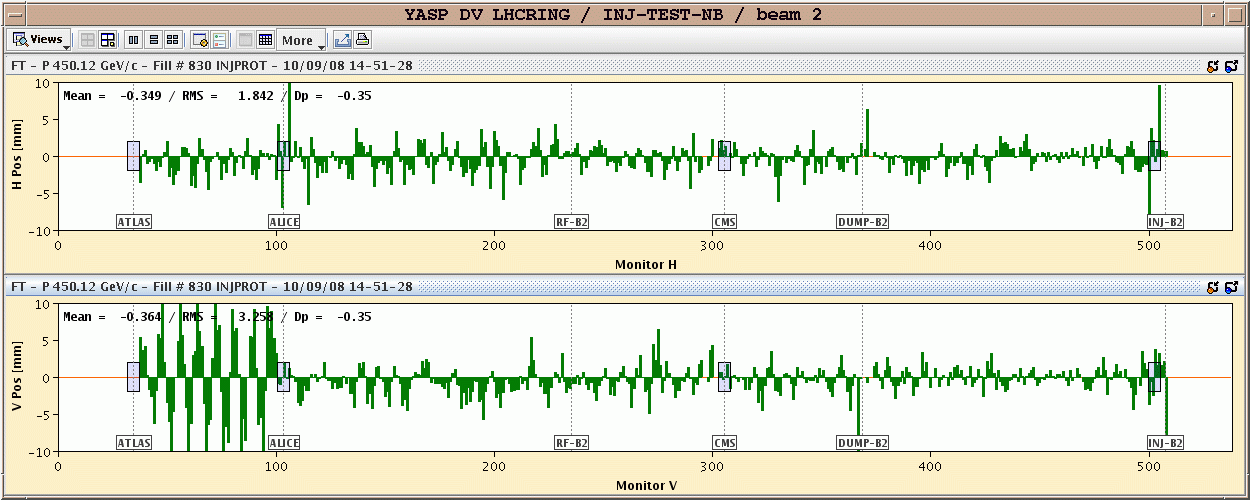 YASP DV LHCRING / INJ-TEST-NB / beam 2
Views More
FT - P 450.12 GeV/c - Fill # 830 INJPROT - 10/09/08 14-51-28
Mean = -0.349 / RMS = 1.842 / Dp = -0.35
H Pos [mm]
10
5
0
-5
-10
ATLAS ALICE RF-B2 CMS DUMP-B2 INJ-B2
0 100 200 300 400 500
Monitor H
FT - P 450.12 GeV/c - Fill # 830 INJPROT - 10/09/08 14-51-28
Mean = -0.364 / RMS = 3.258 / Dp = -0.35
V Pos [mm]
10
5
0
-5
-10
ATLAS ALICE RF-B2 CMS DUMP-B2 INJ-B2
0 100 200 300 400 500
Monitor V